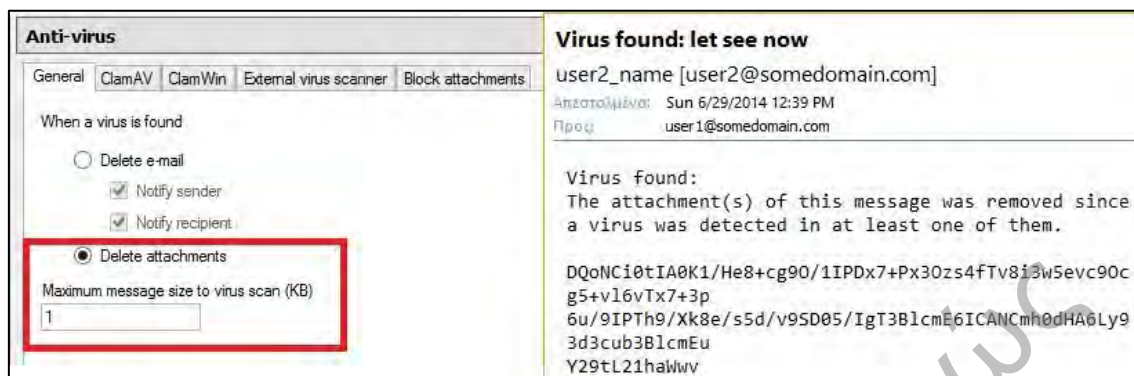 Anti-virus
General ClamAV ClamWin External virus scanner Block attachments
When a virus is found
Delete e-mail
Notify sender
Notify recipient
Delete attachments
Maximum message size to virus scan (KB)
1
Virus found: let see now
user2_name [user2@somedomain.com]
Απεσταλμένα: Sun 6/29/2014 12:39 PM
Προς: user1@somedomain.com
Virus found:
The attachment(s) of this message was removed since
a virus was detected in at least one of them.
DQoNCi0tIA0K1/He8+cg9O/1IPDx7+Px3Ozs4fTv8i3w5evc9Oc
g5+vl6vTx7+3p
6u/9IPTh9/Xk8e/s5d/v9SD05/IgT3BlcmE6ICANCmh0dHA6Ly9
3d3cub3BlcmEu
Y29tL21haWwv